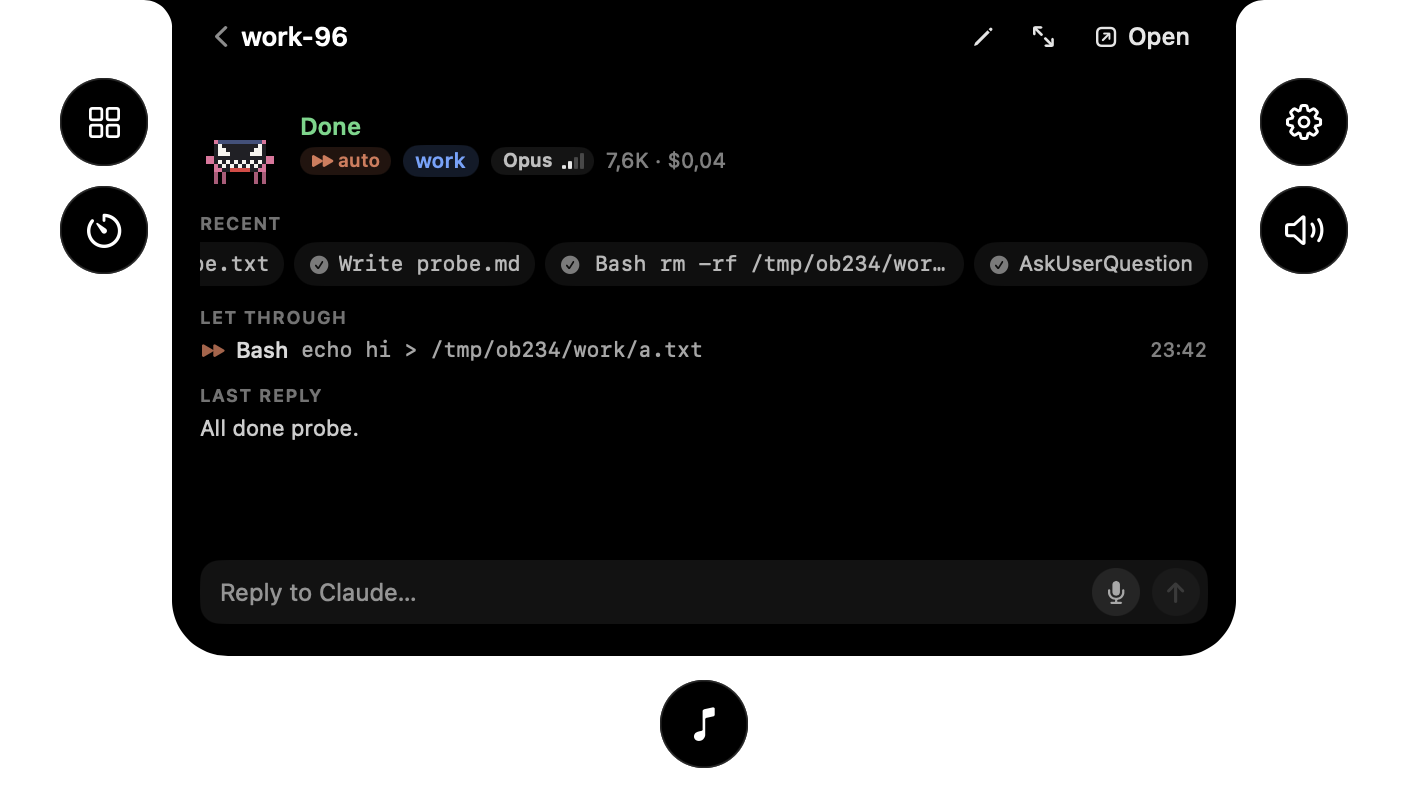 work-96
Open
Done
auto work Opus 7,6K · $0,04
RECENT
be.txt Write probe.md Bash rm -rf /tmp/ob234/wor… AskUserQuestion
LET THROUGH
Bash echo hi > /tmp/ob234/work/a.txt 23:42
LAST REPLY
All done probe.
Reply to Claude...